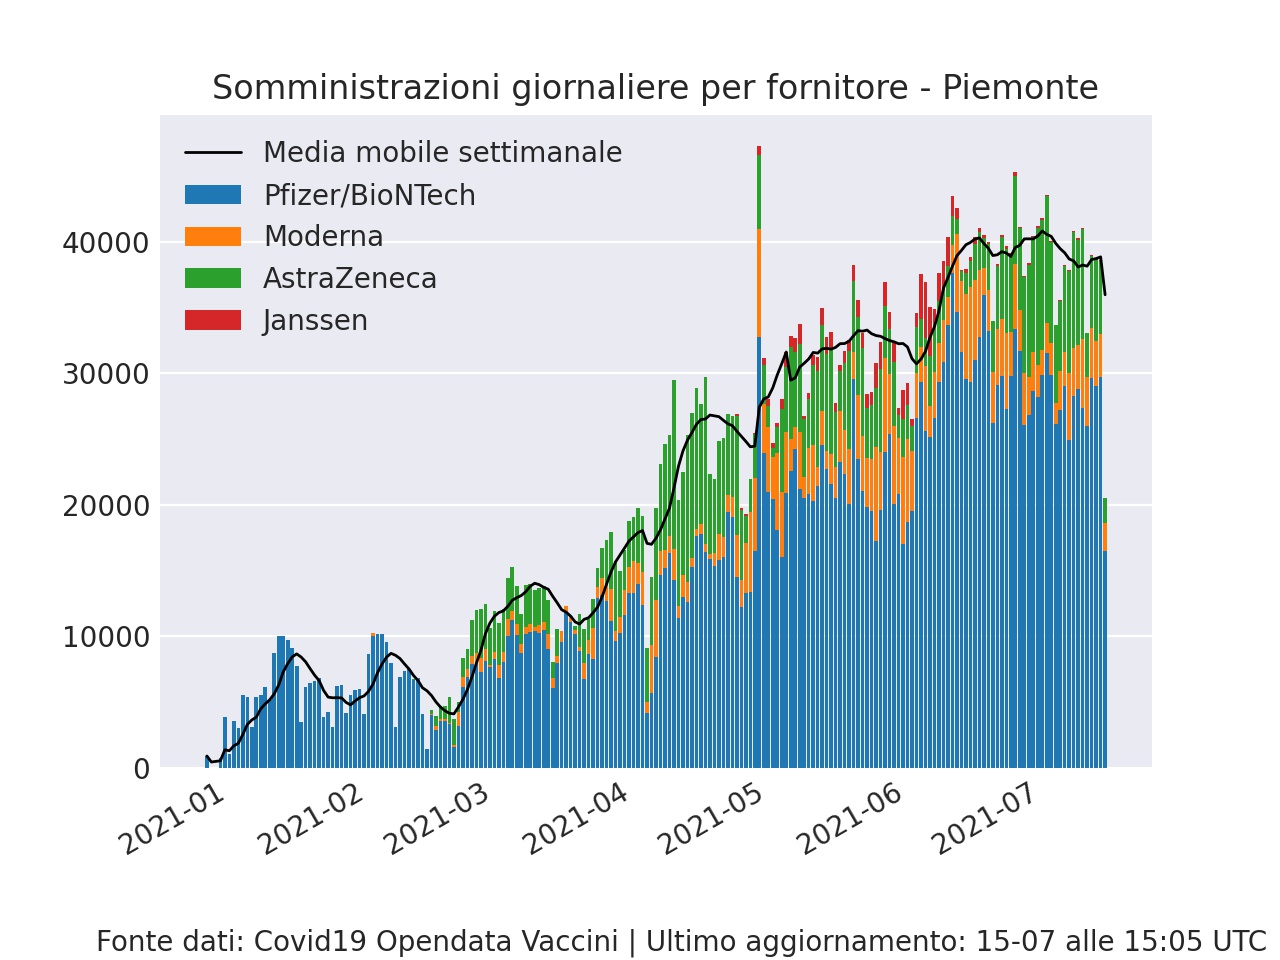 Somministrazioni giornaliere per fornitore - Piemonte
Media mobile settimanale
Pfizer/BioNTech
Moderna
AstraZeneca
Janssen
40000
30000
20000
10000
0
2021-01
2021-02
2021-03
2021-04
2021-05
2021-06
2021-07
Fonte dati: Covid19 Opendata Vaccini | Ultimo aggiornamento: 15-07 alle 15:05 UTC